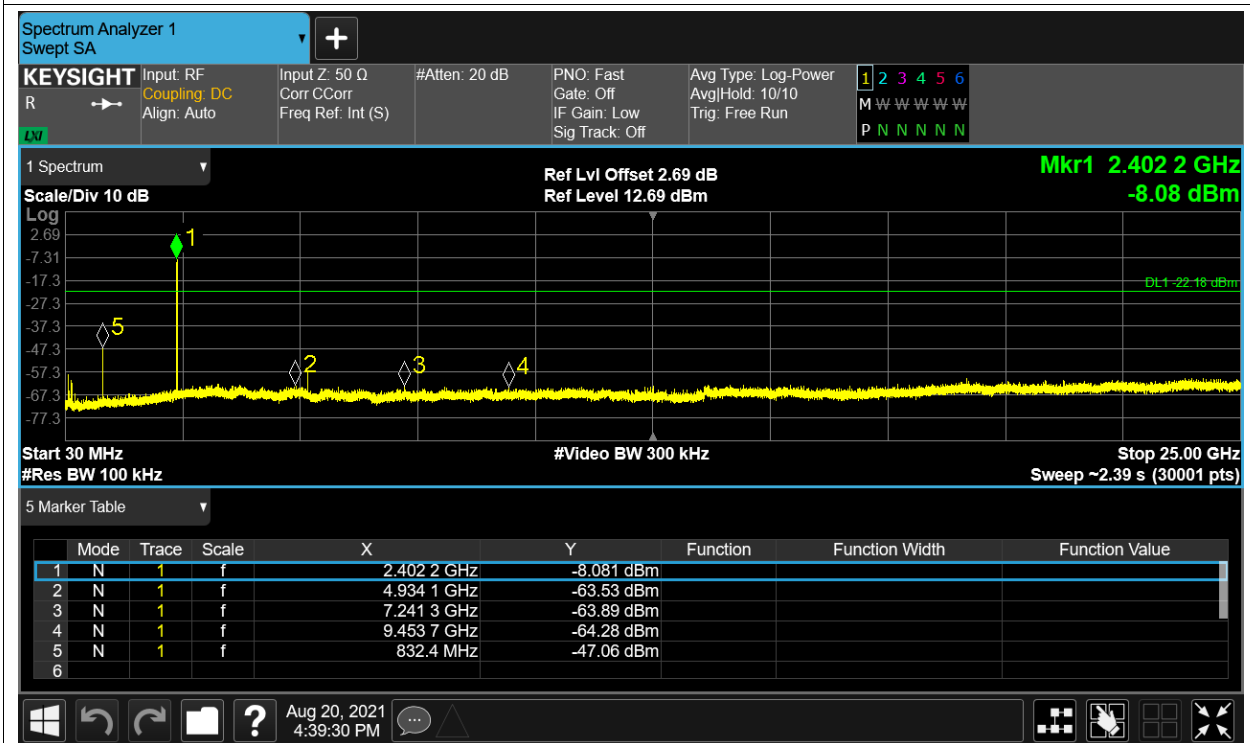 Spectrum Analyzer 1
Swept SA
KEYSIGHT
R
LXI
Input: RF
Coupling: DC
Align: Auto
Input Z: 50 Ω
Corr CCorr
Freq Ref: Int (S)
#Atten: 20 dB
PNO: Fast
Gate: Off
IF Gain: Low
Sig Track: Off
Avg Type: Log-Power
Avg|Hold: 10/10
Trig: Free Run
1 2 3 4 5 6
M W W W W W
P N N N N N
1 Spectrum
Scale/Div 10 dB
Ref Lvl Offset 2.69 dB
Ref Level 12.69 dBm
Mkr1 2.402 2 GHz
-8.08 dBm
Log
2.69
-7.31
-17.3
-27.3
-37.3
-47.3
-57.3
-67.3
-77.3
1
5
2
3
4
DL1 -22.18 dBm
Start 30 MHz
#Video BW 300 kHz
Stop 25.00 GHz
#Res BW 100 kHz
Sweep ~2.39 s (30001 pts)
5 Marker Table
Mode Trace Scale X Y Function Function Width Function Value
1 N 1 f 2.402 2 GHz -8.081 dBm
2 N 1 f 4.934 1 GHz -63.53 dBm
3 N 1 f 7.241 3 GHz -63.89 dBm
4 N 1 f 9.453 7 GHz -64.28 dBm
5 N 1 f 832.4 MHz -47.06 dBm
6
?
Aug 20, 2021
4:39:30 PM